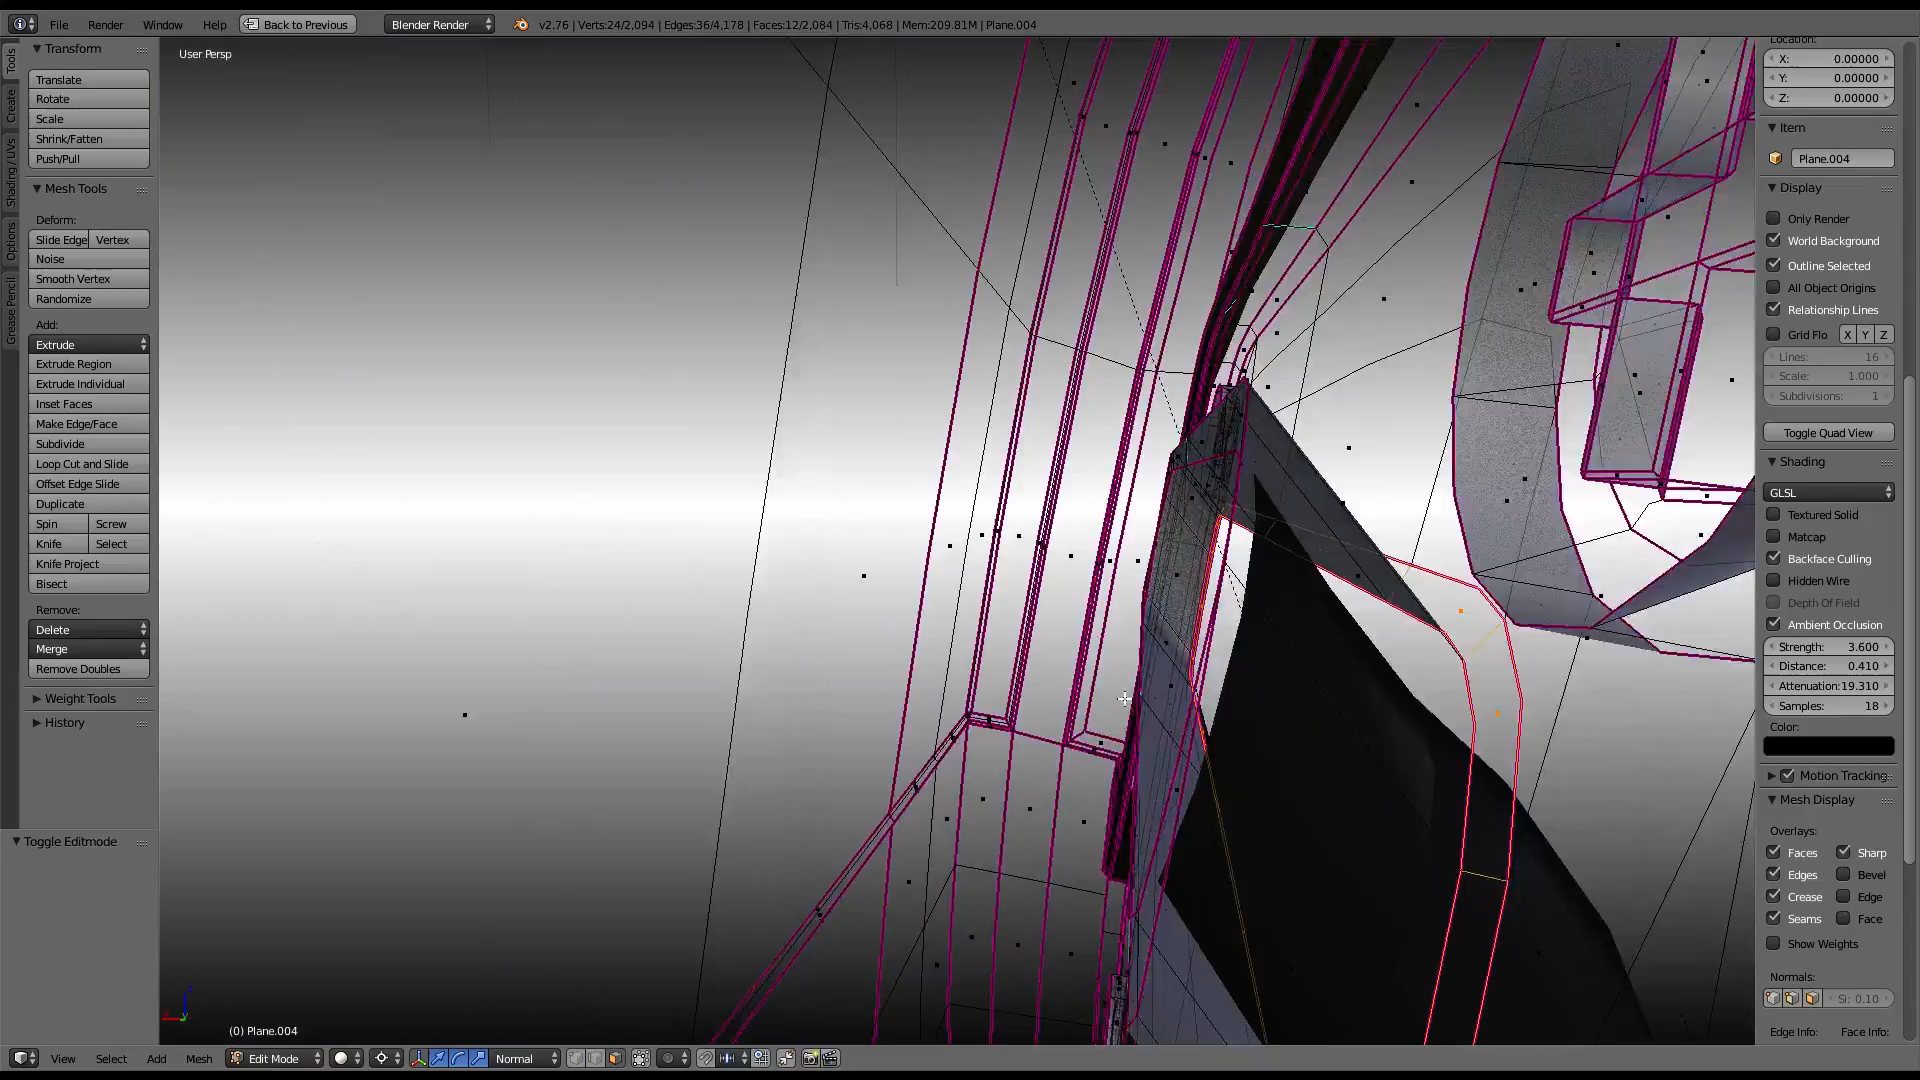 File Render Window Help Back to Previous Blender Render v2.76 | Verts:24/2,094 | Edges:36/4,178 | Faces:12/2,084 | Tris:4,068 | Mem:209.81M | Plane.004
User Persp
Tools
Create
Shading / UVs
Options
Grease Pencil
Transform
Translate
Rotate
Scale
Shrink/Fatten
Push/Pull
Mesh Tools
Deform:
Slide Edge Vertex
Noise
Smooth Vertex
Randomize
Add:
Extrude
Extrude Region
Extrude Individual
Inset Faces
Make Edge/Face
Subdivide
Loop Cut and Slide
Offset Edge Slide
Duplicate
Spin Screw
Knife Select
Knife Project
Bisect
Remove:
Delete
Merge
Remove Doubles
Weight Tools
History
Toggle Editmode
Location:
X: 0.00000
Y: 0.00000
Z: 0.00000
Item
Plane.004
Display
Only Render
World Background
Outline Selected
All Object Origins
Relationship Lines
Grid Flo X Y Z
Lines: 16
Scale: 1.000
Subdivisions: 1
Toggle Quad View
Shading
GLSL
Textured Solid
Matcap
Backface Culling
Hidden Wire
Depth Of Field
Ambient Occlusion
Strength: 3.600
Distance: 0.410
Attenuation:19.310
Samples: 18
Color:
Motion Tracking
Mesh Display
Overlays:
Faces Sharp
Edges Bevel
Crease Edge
Seams Face
Show Weights
Normals:
Si: 0.10
Edge Info: Face Info:
(0) Plane.004
View Select Add Mesh Edit Mode Normal